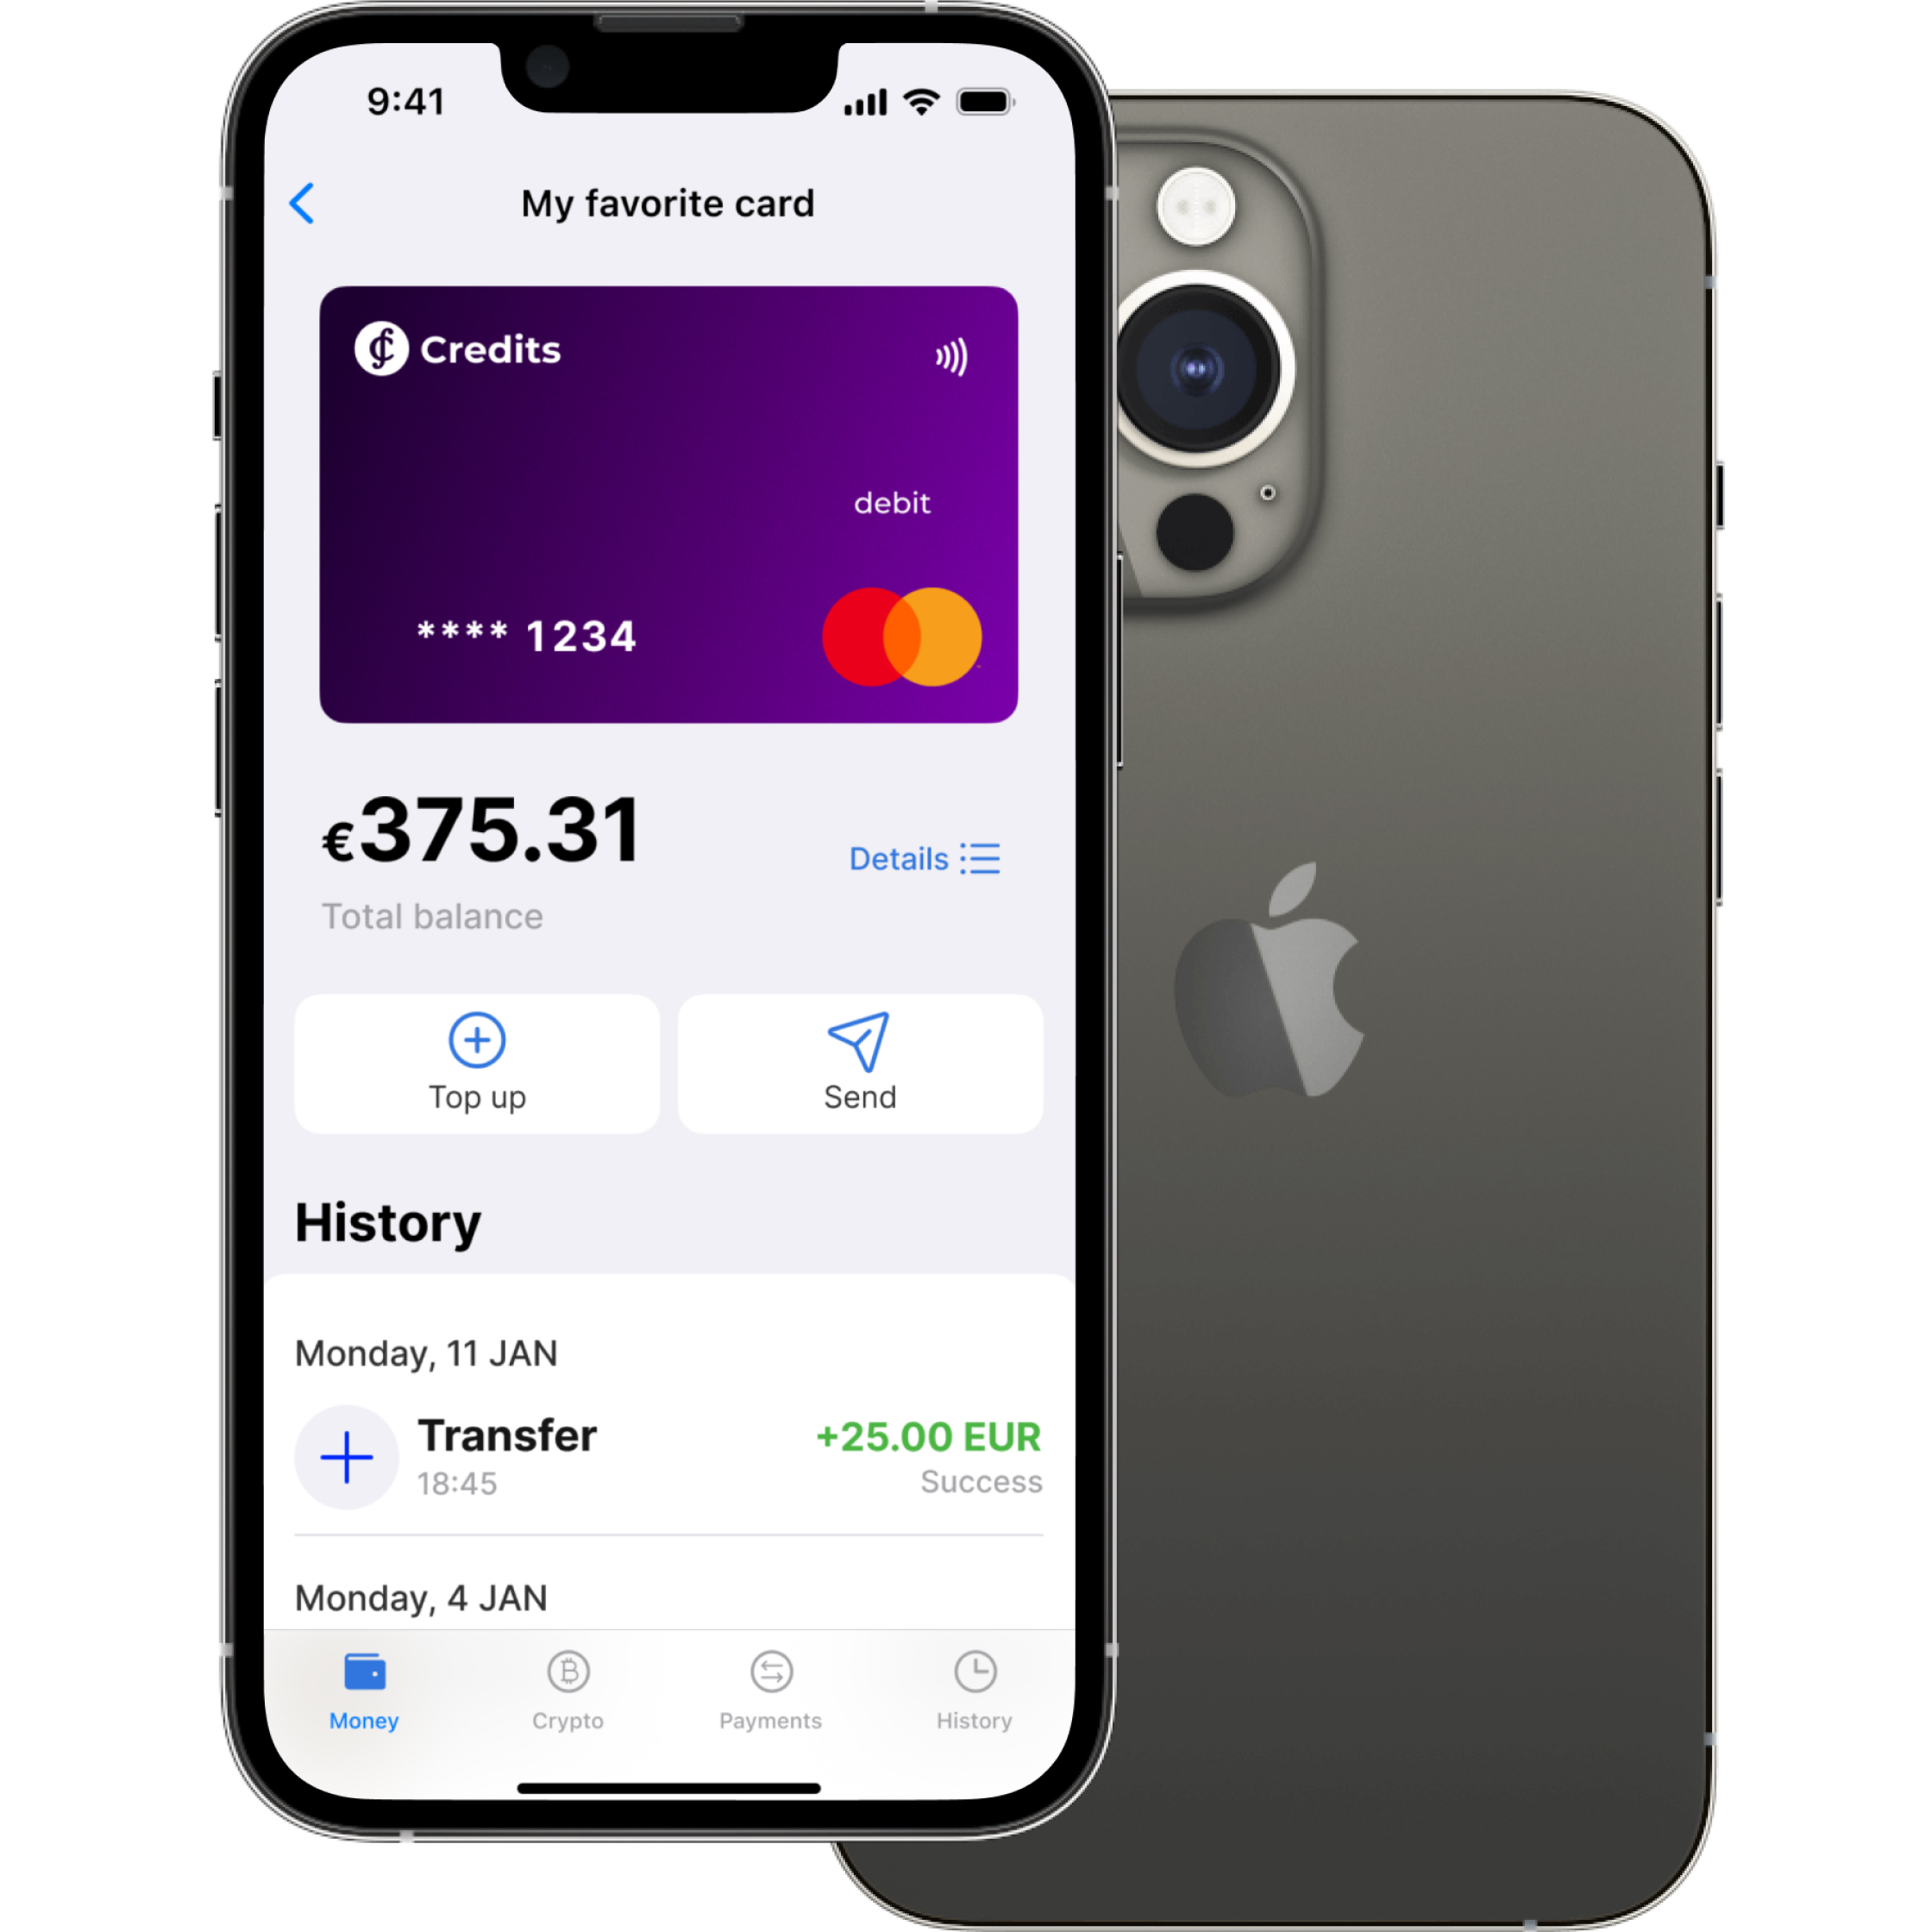 9:41
My favorite card
Credits
debit
**** 1234
€375.31
Details
Total balance
Top up
Send
History
Monday, 11 JAN
Transfer
+25.00 EUR
18:45
Success
Monday, 4 JAN
Money
Crypto
Payments
History